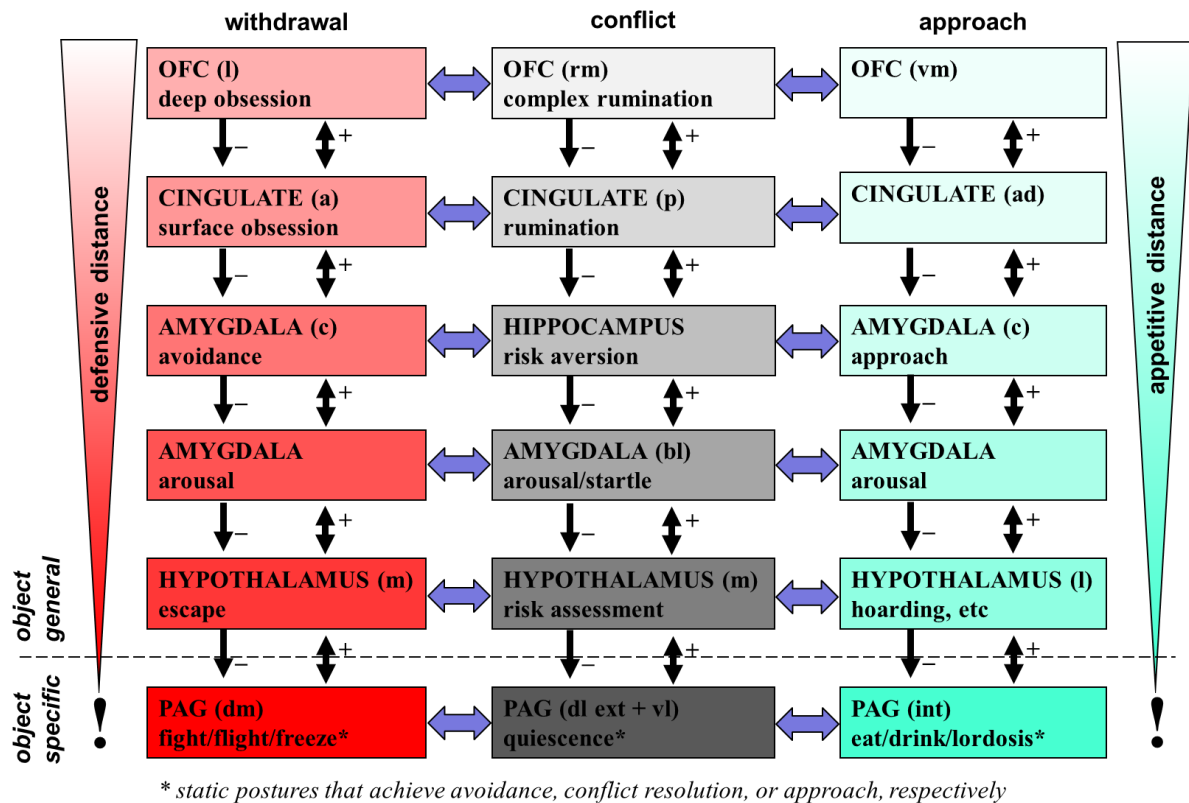 withdrawal conflict approach
OFC (l) OFC (rm) OFC (vm)
deep obsession complex rumination
– + – + – +
CINGULATE (a) CINGULATE (p) CINGULATE (ad)
surface obsession rumination
– + – + – +
defensive distance
appetitive distance
AMYGDALA (c) HIPPOCAMPUS AMYGDALA (c)
avoidance risk aversion approach
– + – + – +
AMYGDALA AMYGDALA (bl) AMYGDALA
arousal arousal/startle arousal
– + – + – +
object
general
HYPOTHALAMUS (m) HYPOTHALAMUS (m) HYPOTHALAMUS (l)
escape risk assessment hoarding, etc
– + – + – +
object
specific
! !
PAG (dm) PAG (dl ext + vl) PAG (int)
fight/flight/freeze* quiescence* eat/drink/lordosis*
* static postures that achieve avoidance, conflict resolution, or approach, respectively